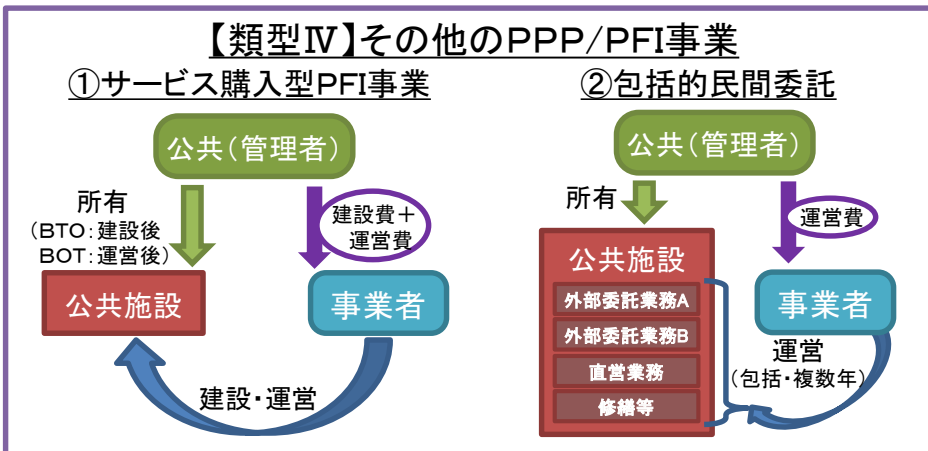 【類型Ⅳ】その他のPPP/PFI事業
①サービス購入型PFI事業
公共(管理者)
所有
(BTO:建設後
BOT:運営後)
建設費+
運営費
公共施設
事業者
建設・運営
②包括的民間委託
公共(管理者)
所有
運営費
公共施設
外部委託業務A
外部委託業務B
直営業務
修繕等
事業者
運営
(包括・複数年)